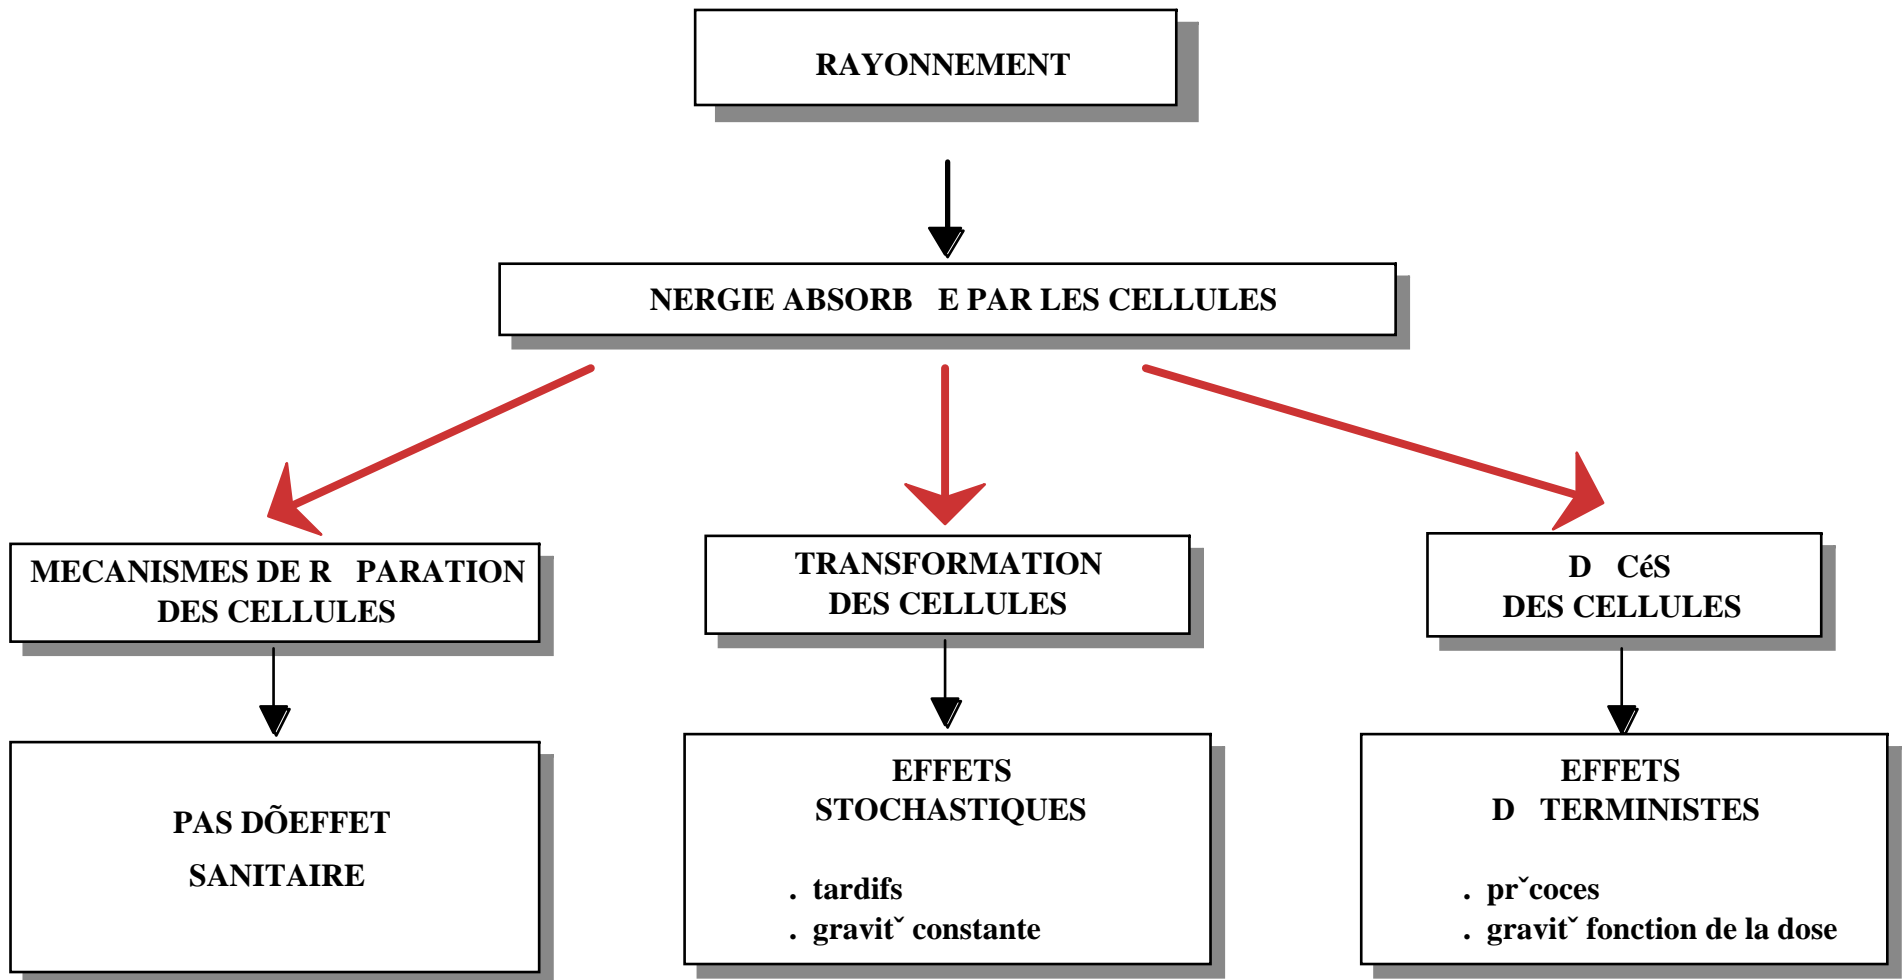 RAYONNEMENT
NERGIE ABSORB E PAR LES CELLULES
MECANISMES DE R PARATION
DES CELLULES
TRANSFORMATION
DES CELLULES
D CéS
DES CELLULES
PAS DÕEFFET
SANITAIRE
EFFETS
STOCHASTIQUES
. tardifs
. gravitˇ constante
EFFETS
D TERMINISTES
. prˇcoces
. gravitˇ fonction de la dose